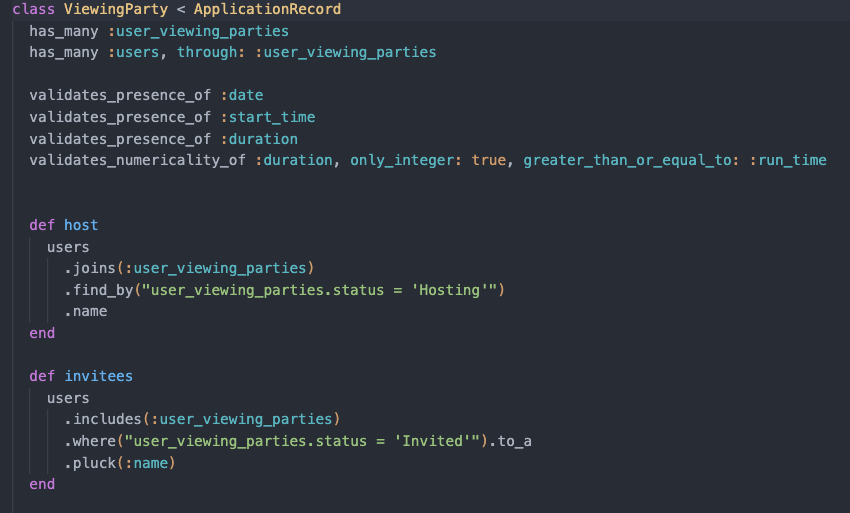 class ViewingParty < ApplicationRecord
  has_many :user_viewing_parties
  has_many :users, through: :user_viewing_parties

  validates_presence_of :date
  validates_presence_of :start_time
  validates_presence_of :duration
  validates_numericality_of :duration, only_integer: true, greater_than_or_equal_to: :run_time


  def host
    users
      .joins(:user_viewing_parties)
      .find_by("user_viewing_parties.status = 'Hosting'")
      .name
  end

  def invitees
    users
      .includes(:user_viewing_parties)
      .where("user_viewing_parties.status = 'Invited'").to_a
      .pluck(:name)
  end